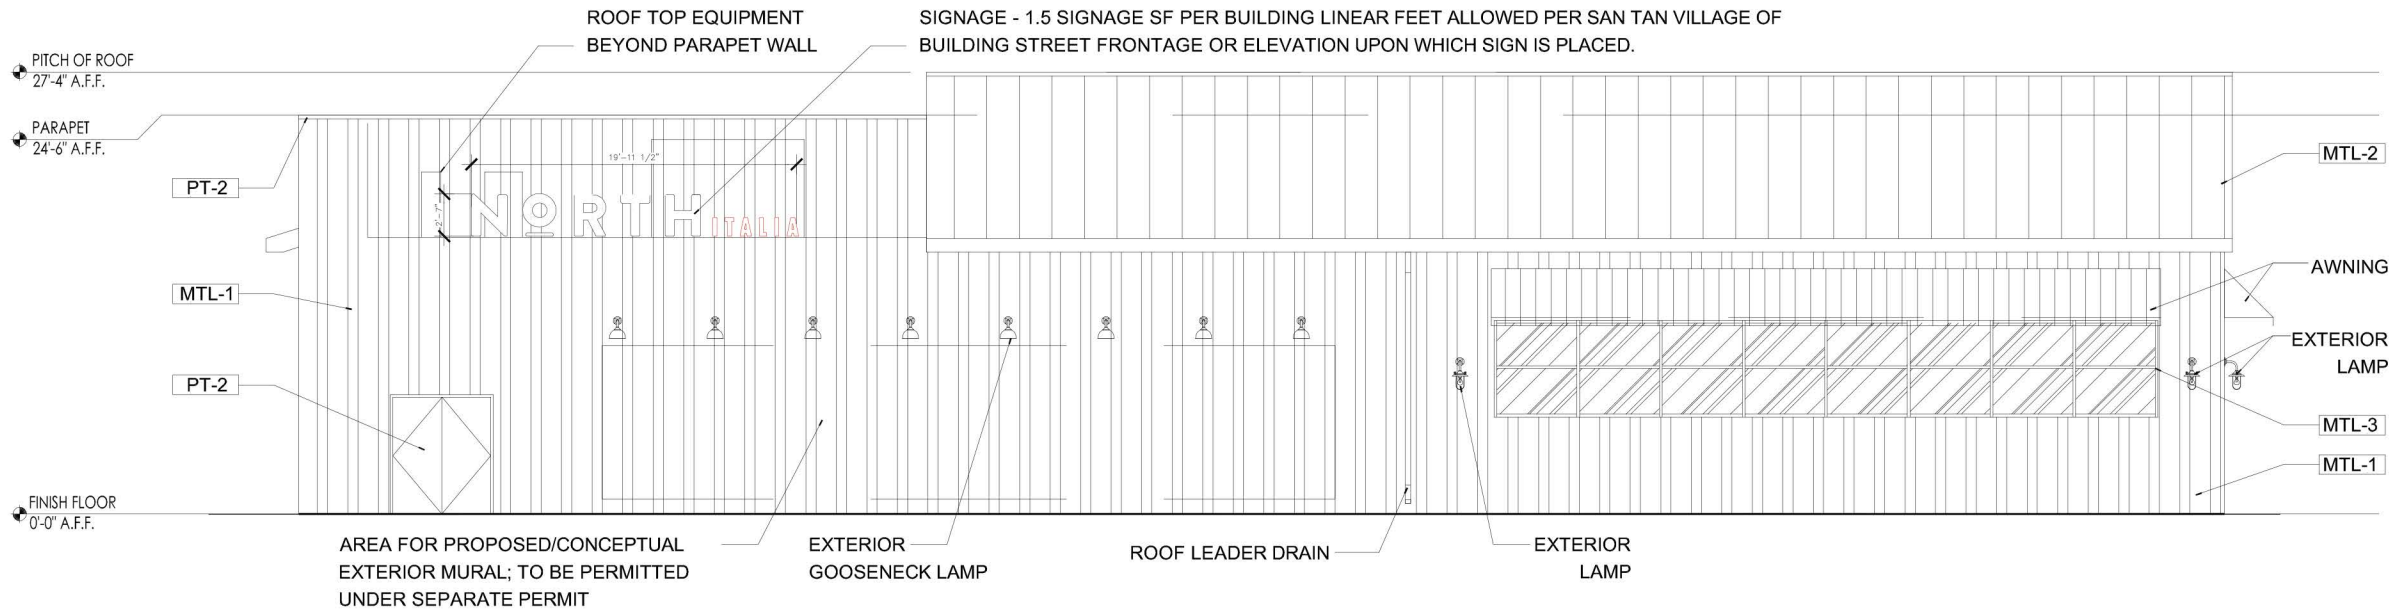 ROOF TOP EQUIPMENT
BEYOND PARAPET WALL
SIGNAGE - 1.5 SIGNAGE SF PER BUILDING LINEAR FEET ALLOWED PER SAN TAN VILLAGE OF
BUILDING STREET FRONTAGE OR ELEVATION UPON WHICH SIGN IS PLACED.
PITCH OF ROOF
27'-4" A.F.F.
PARAPET
24'-6" A.F.F.
PT-2
19'-11 1/2"
2'-7"
NORTH ITALIA
MTL-2
MTL-1
AWNING
EXTERIOR
LAMP
PT-2
MTL-3
MTL-1
FINISH FLOOR
0'-0" A.F.F.
AREA FOR PROPOSED/CONCEPTUAL
EXTERIOR MURAL; TO BE PERMITTED
UNDER SEPARATE PERMIT
EXTERIOR
GOOSENECK LAMP
ROOF LEADER DRAIN
EXTERIOR
LAMP